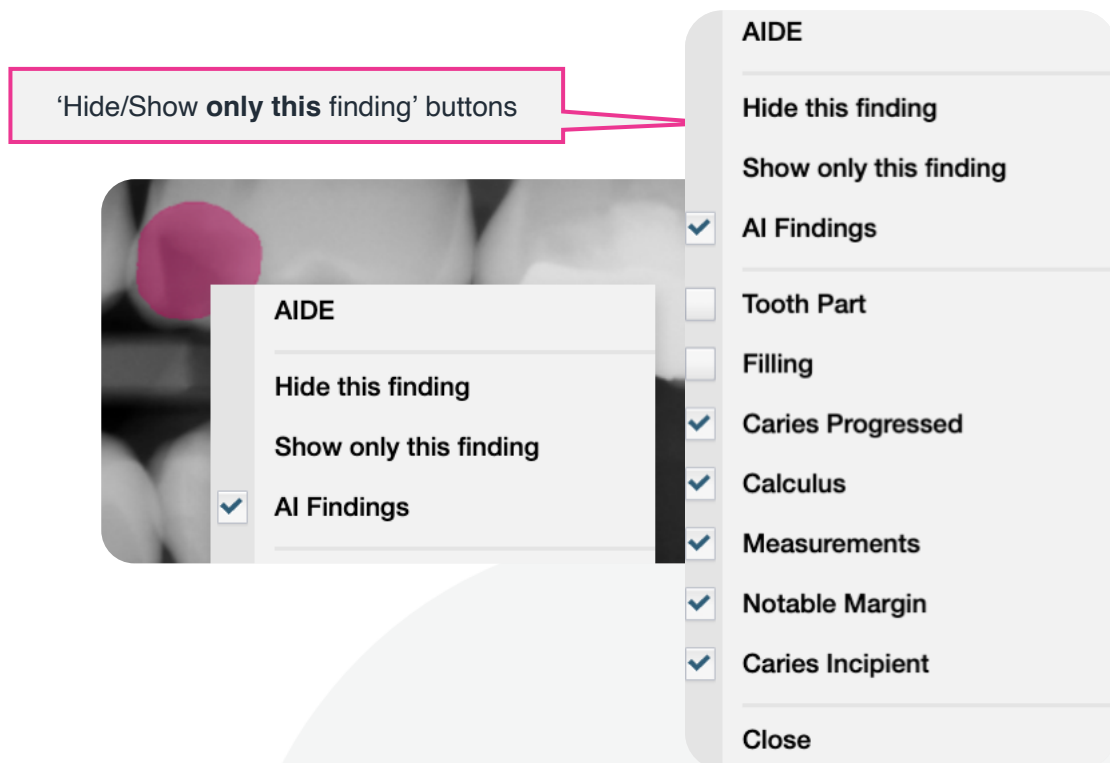 ‘Hide/Show only this finding’ buttons
AIDE
Hide this finding
Show only this finding
AI Findings
AIDE
Hide this finding
Show only this finding
AI Findings
Tooth Part
Filling
Caries Progressed
Calculus
Measurements
Notable Margin
Caries Incipient
Close